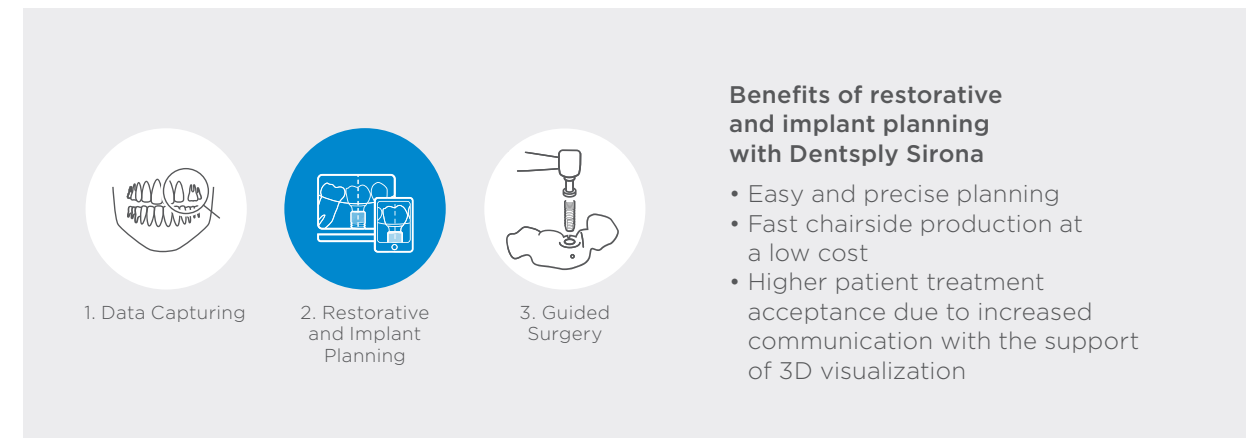 1. Data Capturing
2. Restorative
and Implant
Planning
3. Guided
Surgery
Benefits of restorative
and implant planning
with Dentsply Sirona
• Easy and precise planning
• Fast chairside production at
a low cost
• Higher patient treatment
acceptance due to increased
communication with the support
of 3D visualization